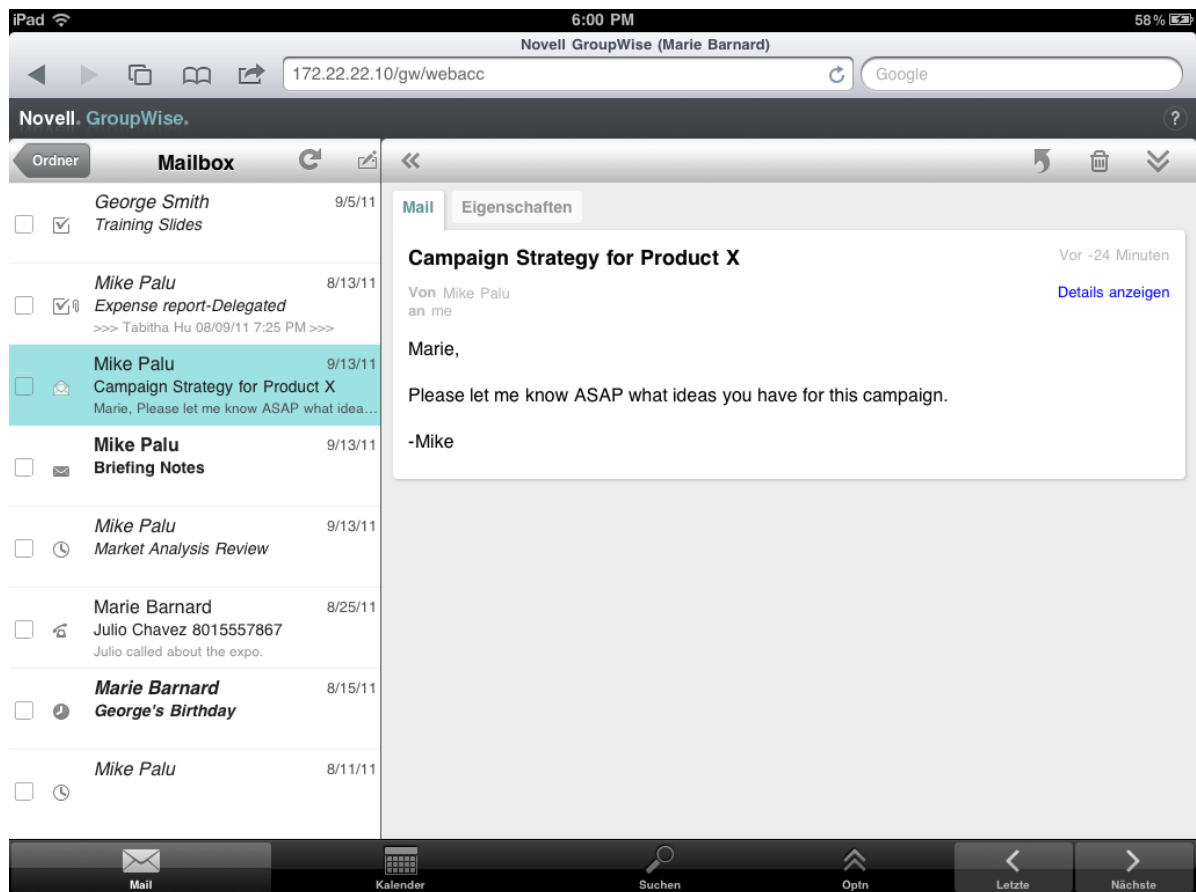 iPad 6:00 PM 58%
Novell GroupWise (Marie Barnard)
172.22.22.10/gw/webacc Google
Novell. GroupWise. ?
Ordner Mailbox
George Smith 9/5/11
Training Slides
Mike Palu 8/13/11
Expense report-Delegated
>>> Tabitha Hu 08/09/11 7:25 PM >>>
Mike Palu 9/13/11
Campaign Strategy for Product X
Marie, Please let me know ASAP what idea...
Mike Palu 9/13/11
Briefing Notes
Mike Palu 9/13/11
Market Analysis Review
Marie Barnard 8/25/11
Julio Chavez 8015557867
Julio called about the expo.
Marie Barnard 8/15/11
George's Birthday
Mike Palu 8/11/11
Mail Eigenschaften
Campaign Strategy for Product X Vor -24 Minuten
Von Mike Palu Details anzeigen
an me
Marie,
Please let me know ASAP what ideas you have for this campaign.
-Mike
Mail Kalender Suchen Optn Letzte Nächste